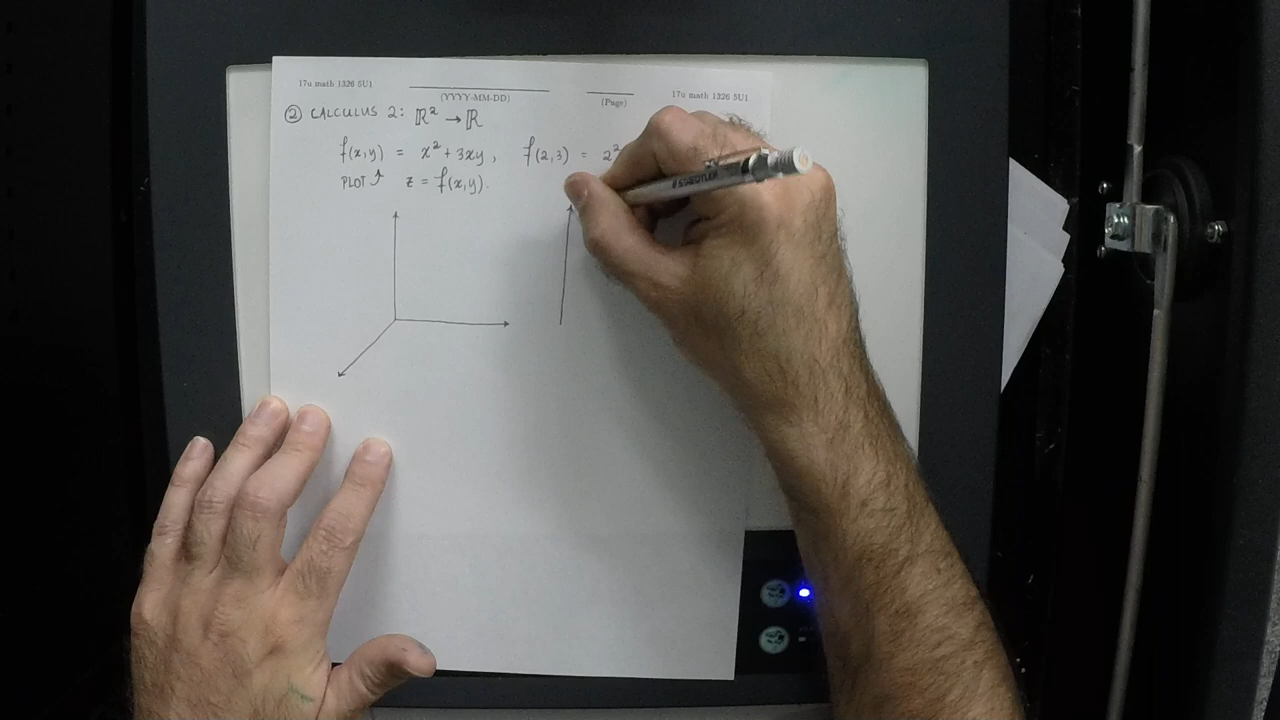 17u math 1326 5U1
(YYYY-MM-DD)
(Page)
17u math 1326 5U1
② CALCULUS 2: ℝ² → ℝ
f(x,y) = x² + 3xy, f(2,3) = 2²
PLOT ⤴ z = f(x,y).
STAEDTLER